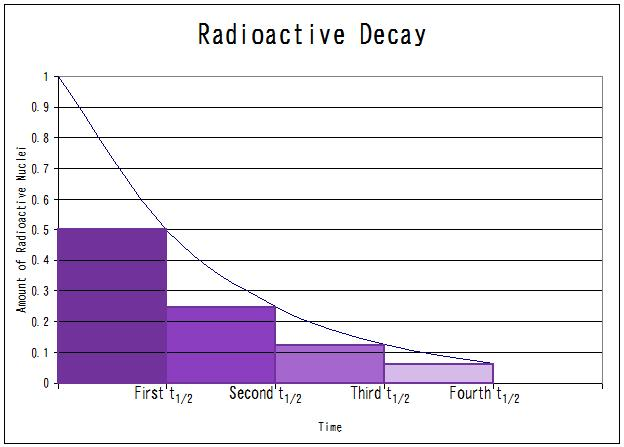 Radioactive Decay
1
0.9
0.8
0.7
0.6
0.5
0.4
0.3
0.2
0.1
0
Amount of Radioactive Nuclei
First t1/2 Second t1/2 Third t1/2 Fourth t1/2
Time